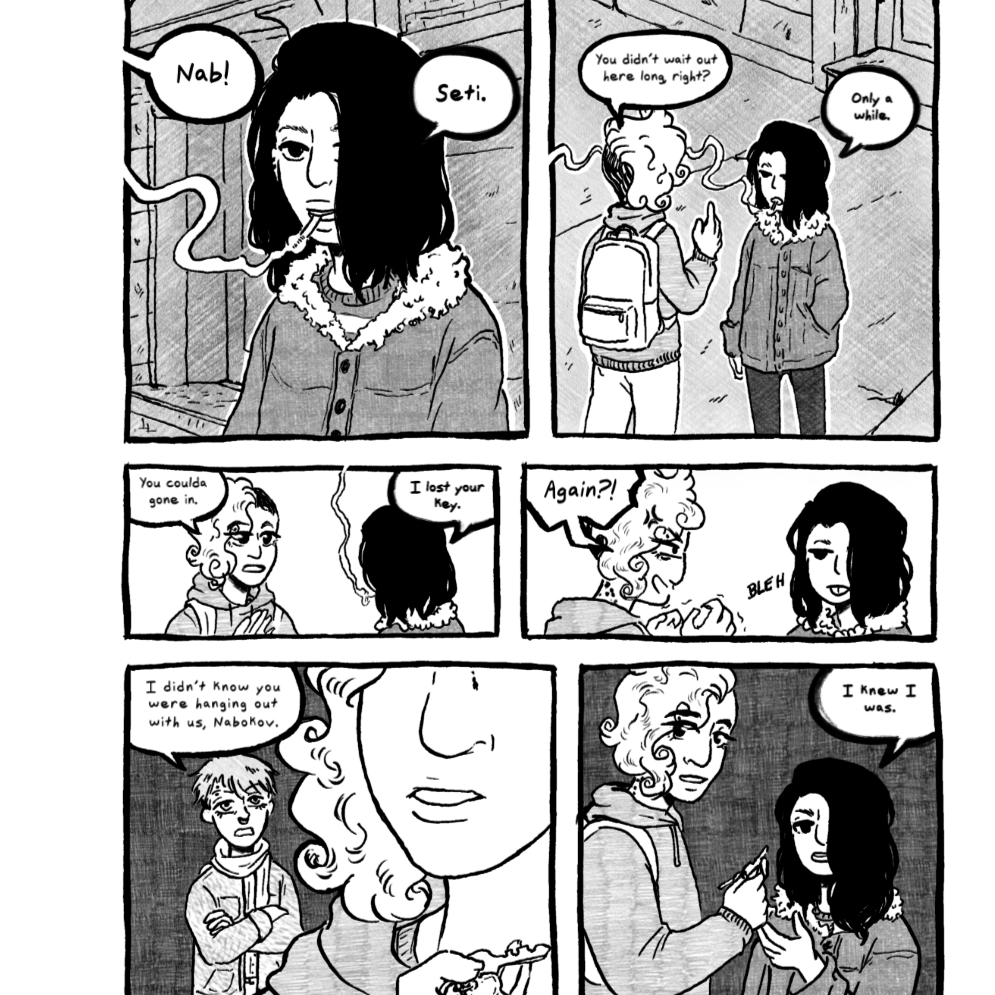 Nab!
Seti.
You didn't wait out
here long, right?
Only a
while.
You coulda
gone in.
I lost your
key.
Again?!
BLEH
I didn't know you
were hanging out
with us, Nabokov.
I knew I
was.